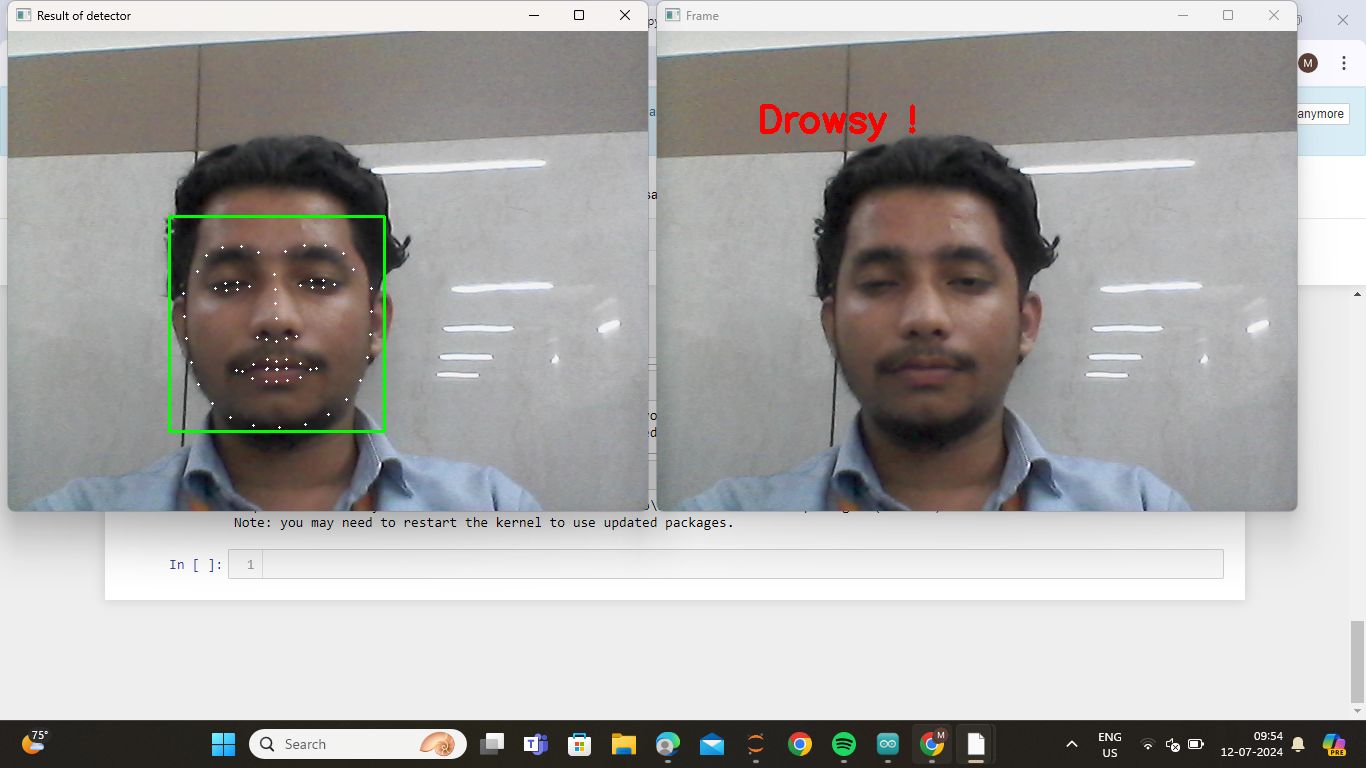 Result of detector
Frame
M
anymore
Drowsy !
Note: you may need to restart the kernel to use updated packages.
In [ ]:
1
75°
Search
M
ENG
US
09:54
12-07-2024
PRE